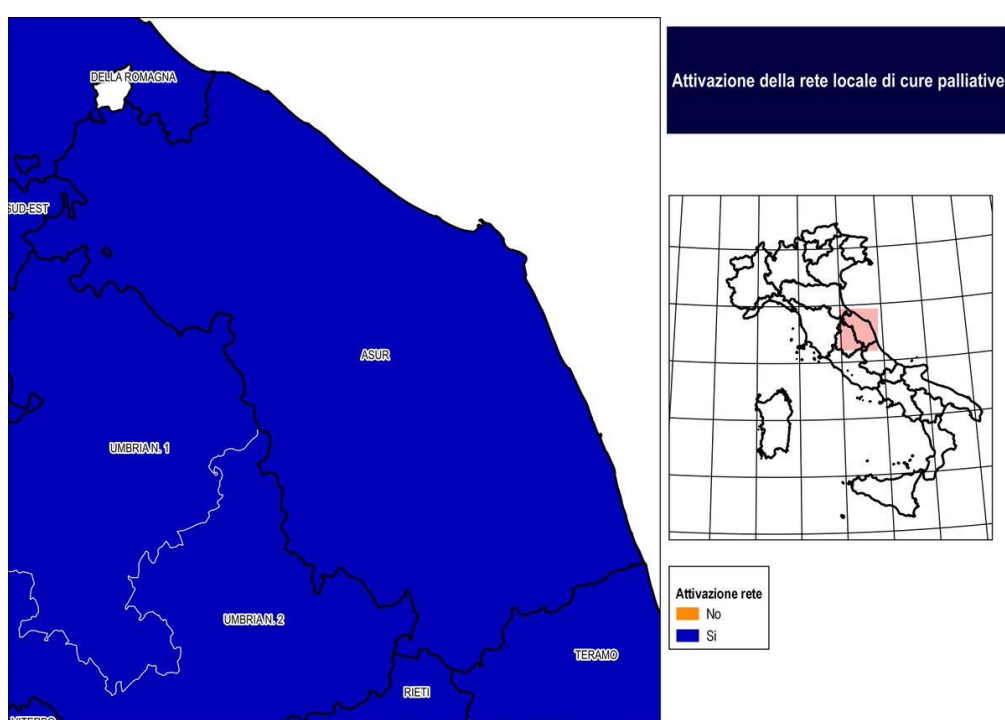 DELLA ROMAGNA
SUD-EST
ASUR
UMBRIA N. 1
UMBRIA N. 2
TERAMO
RIETI
VITERBO
Attivazione della rete locale di cure palliative
Attivazione rete
No
Si